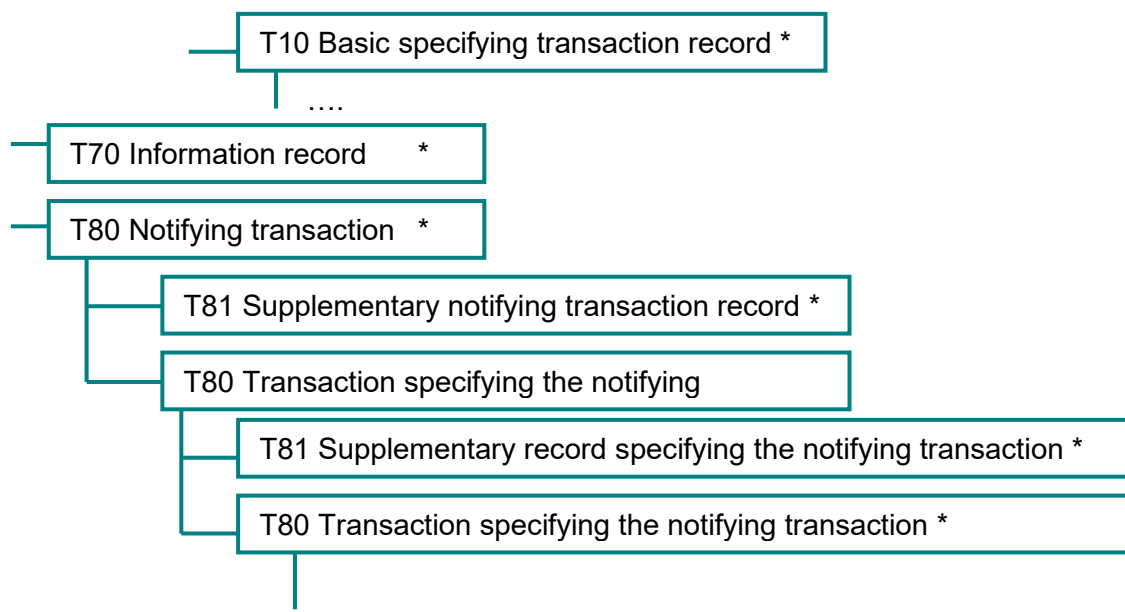 T10 Basic specifying transaction record *
....
T70 Information record *
T80 Notifying transaction *
T81 Supplementary notifying transaction record *
T80 Transaction specifying the notifying
T81 Supplementary record specifying the notifying transaction *
T80 Transaction specifying the notifying transaction *